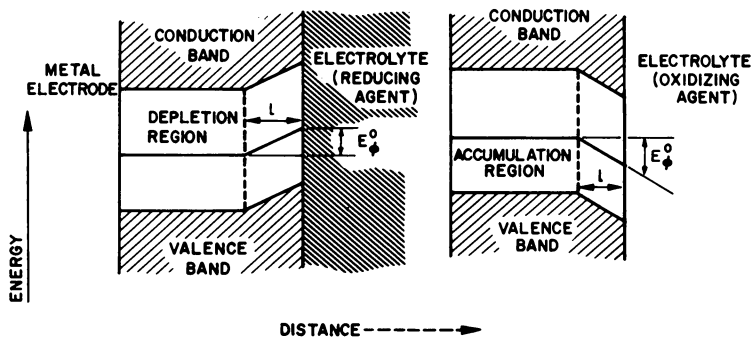 CONDUCTION
BAND
METAL
ELECTRODE
ELECTROLYTE
(REDUCING
AGENT)
DEPLETION
REGION
l
E°ϕ
VALENCE
BAND
CONDUCTION
BAND
ELECTROLYTE
(OXIDIZING
AGENT)
ACCUMULATION
REGION
l
E°ϕ
VALENCE
BAND
ENERGY
DISTANCE